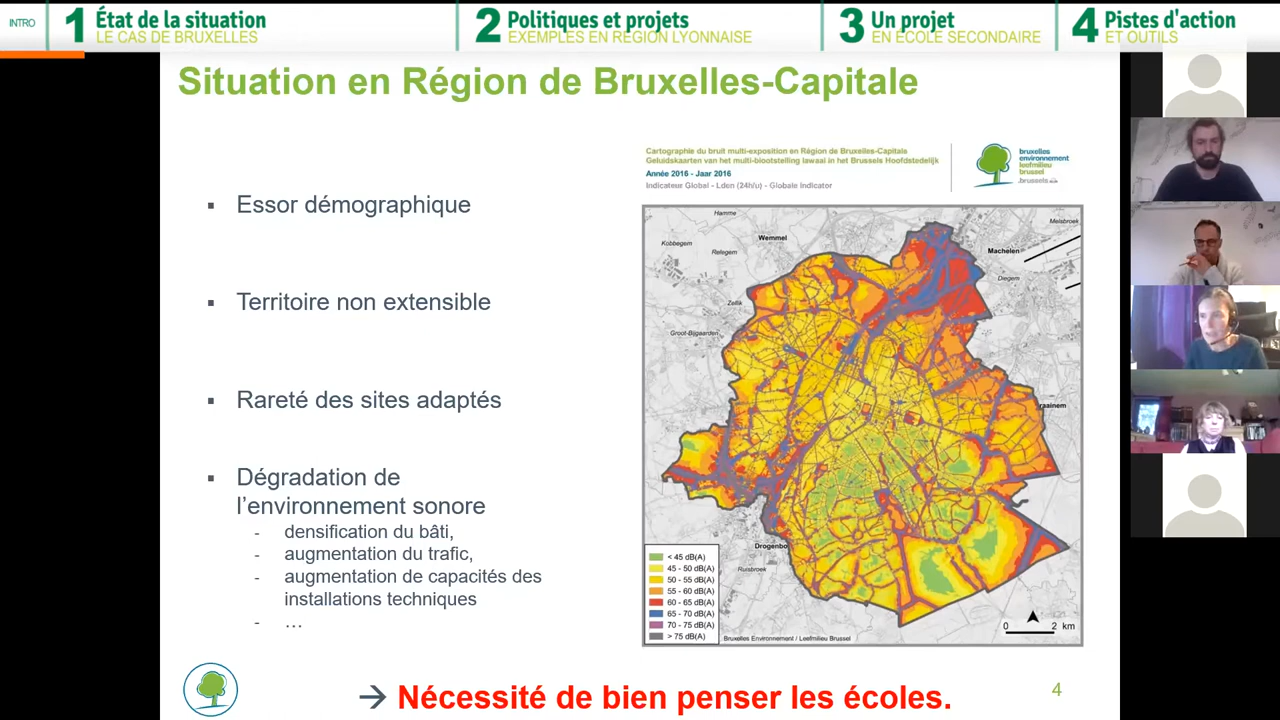 INTRO
1 État de la situation
LE CAS DE BRUXELLES
2 Politiques et projets
EXEMPLES EN RÉGION LYONNAISE
3 Un projet
EN ÉCOLE SECONDAIRE
4 Pistes d'action
ET OUTILS
Situation en Région de Bruxelles-Capitale
▪ Essor démographique
▪ Territoire non extensible
▪ Rareté des sites adaptés
▪ Dégradation de
l'environnement sonore
- densification du bâti,
- augmentation du trafic,
- augmentation de capacités des
installations techniques
- …
Cartographie du bruit multi-exposition en Région de Bruxelles-Capitale
Geluidskaarten van het multi-blootstelling lawaai in het Brussels Hoofdstedelijk
Année 2016 - Jaar 2016
Indicateur Global - Lden (24h/u) - Globale Indicator
bruxelles
environnement
leefmilieu
brussel
.brussels
Hamme
Meisbroek
Wemmel
Kobbegem
Relegem
Machelen
Diegem
Zellik
Groot-Bijgaarden
raainem
Drogenbo
Ruisbroek
< 45 dB(A)
45 - 50 dB(A)
50 - 55 dB(A)
55 - 60 dB(A)
60 - 65 dB(A)
65 - 70 dB(A)
70 - 75 dB(A)
> 75 dB(A)
Bruxelles Environnement / Leefmilieu Brussel
0 2 km
→ Nécessité de bien penser les écoles.
4